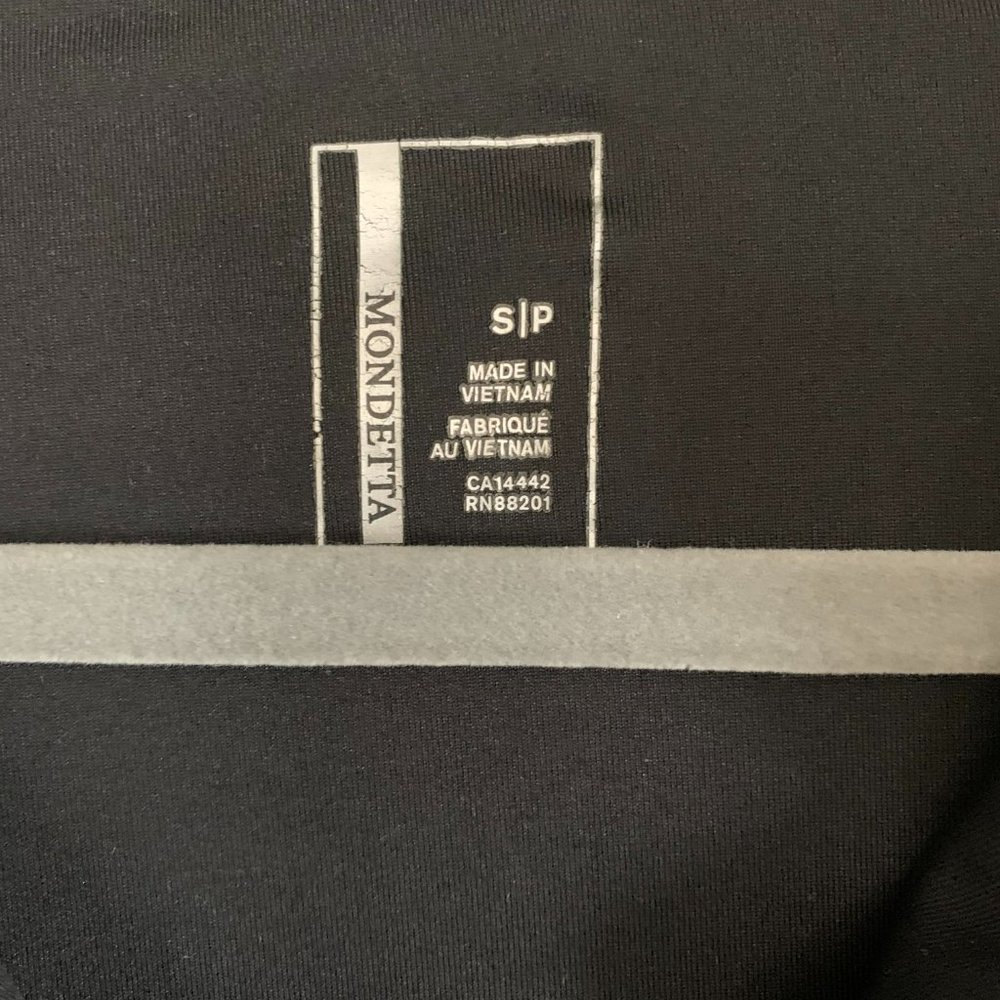 MONDETTA
S|P
MADE IN
VIETNAM
FABRIQUÉ
AU VIETNAM
CA14442
RN88201